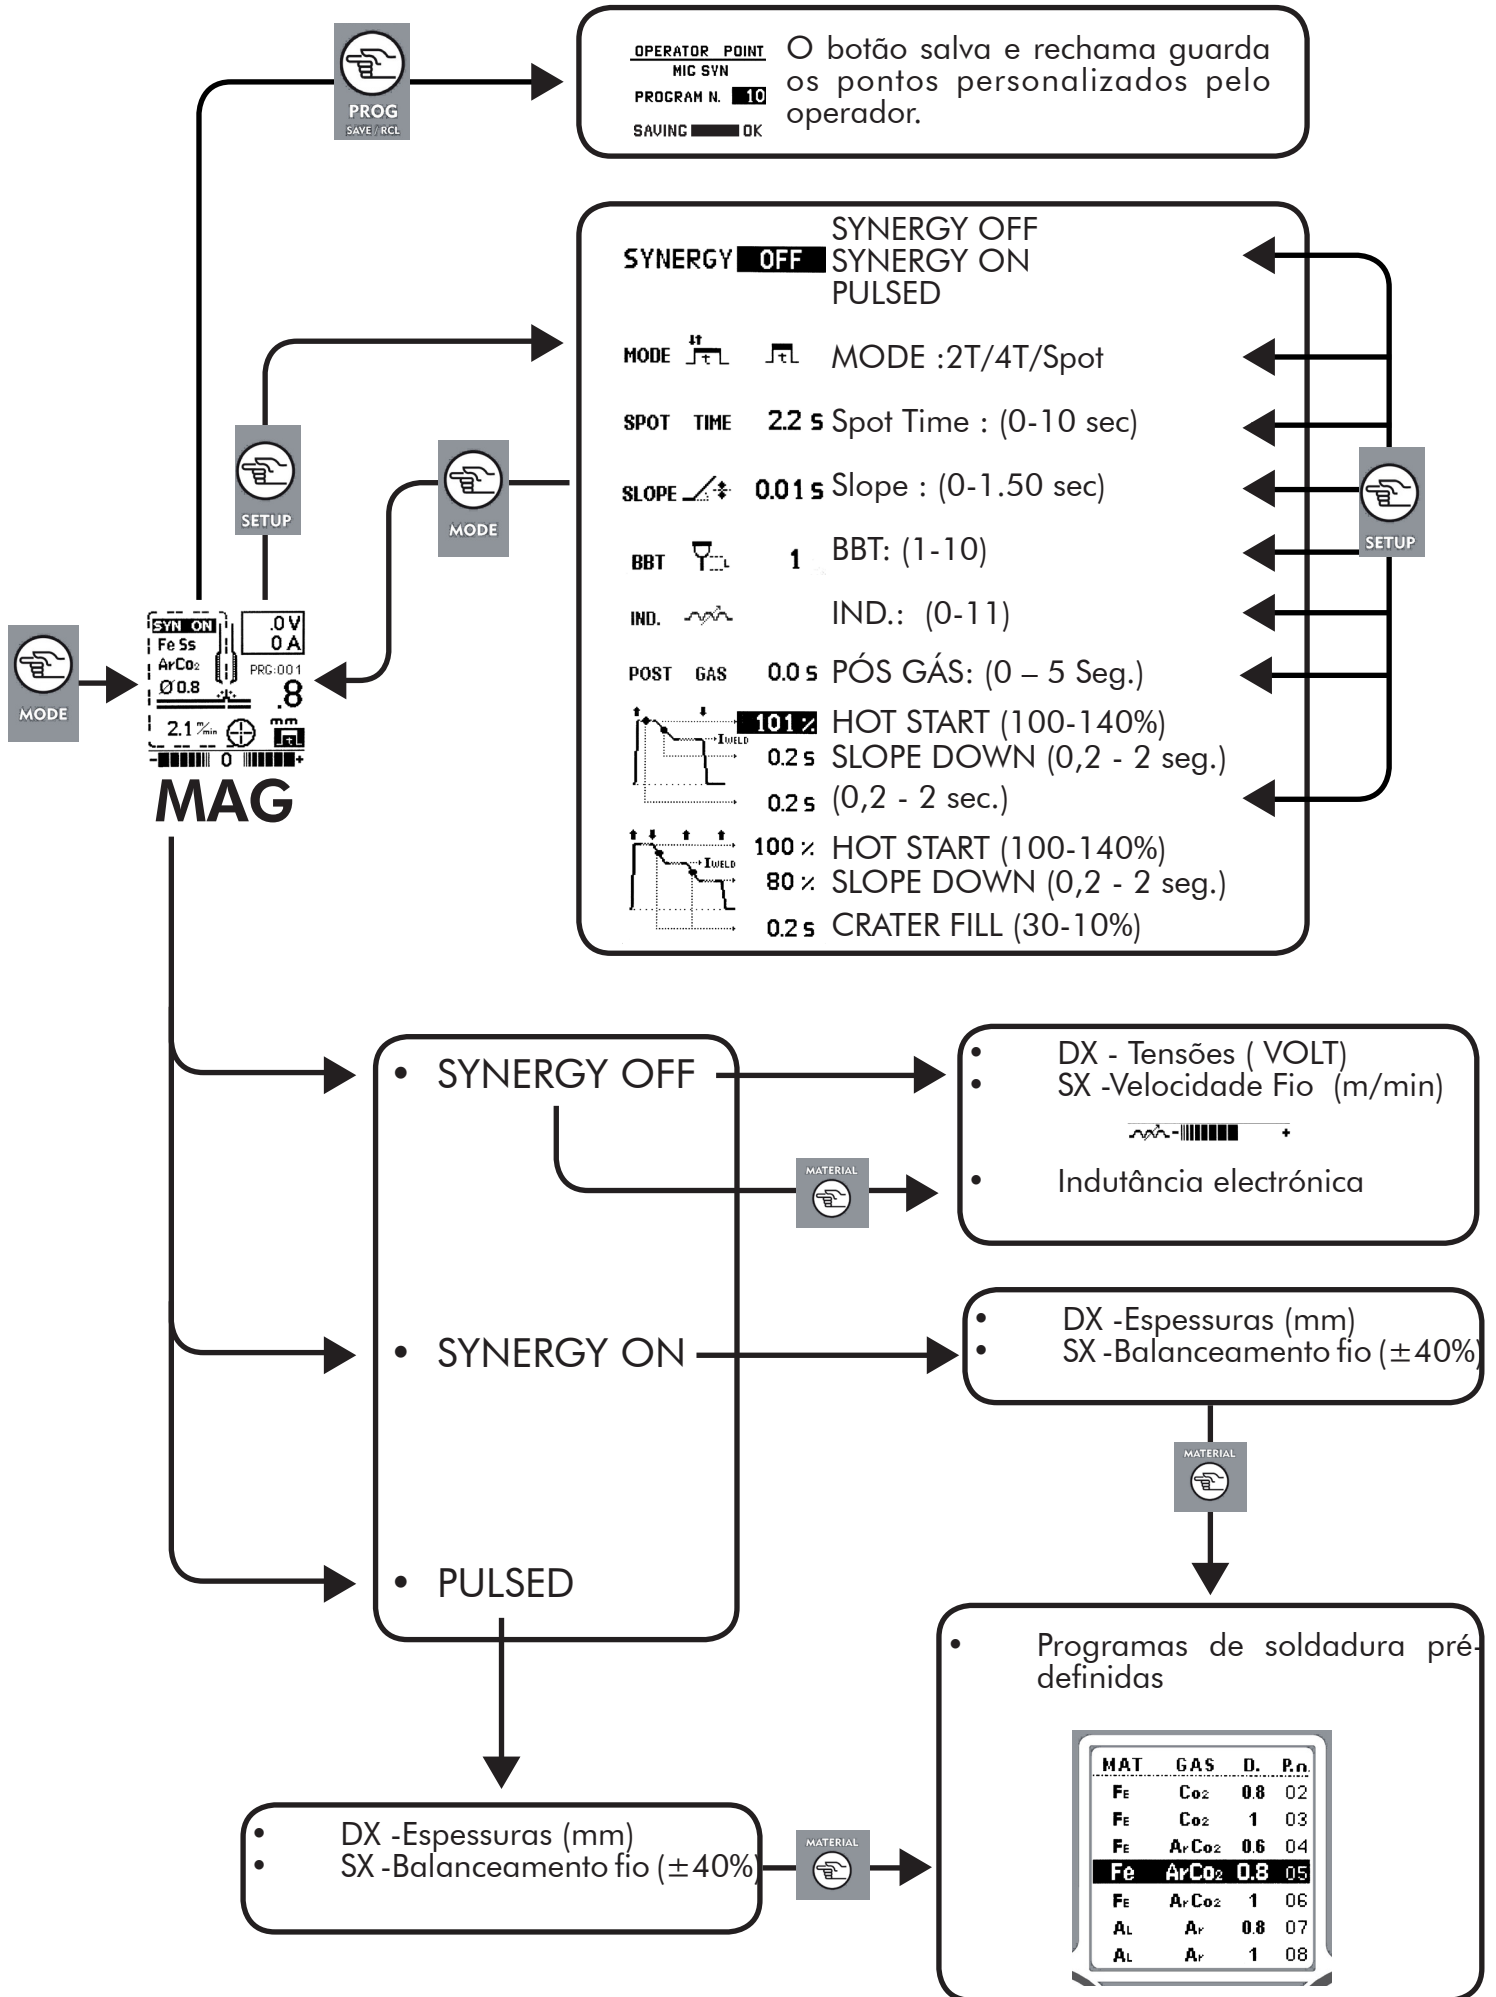 PROG
SAVE / RCL
OPERATOR POINT
MIG SYN
PROGRAM N. 10
SAVING OK
O botão salva e rechama guarda
os pontos personalizados pelo
operador.
SYNERGY OFF
SYNERGY OFF
SYNERGY ON
PULSED
MODE t t MODE :2T/4T/Spot
SPOT TIME 2.2 s Spot Time : (0-10 sec)
SLOPE 0.01 s Slope : (0-1.50 sec)
BBT L 1 BBT: (1-10)
IND. IND.: (0-11)
POST GAS 0.0 s PÓS GÁS: (0 – 5 Seg.)
101 % HOT START (100-140%)
IWELD
0.2 s SLOPE DOWN (0,2 - 2 seg.)
0.2 s (0,2 - 2 sec.)
100 % HOT START (100-140%)
IWELD
80 % SLOPE DOWN (0,2 - 2 seg.)
0.2 s CRATER FILL (30-10%)
SETUP
SETUP
MODE
MODE
SYN ON .0 V
Fe Ss 0 A
ArCo2 PRG:001
Ø 0.8 .8
2.1 m/min mm
- 0 +
MAG
SYNERGY OFF
SYNERGY ON
PULSED
DX - Tensões ( VOLT)
SX -Velocidade Fio (m/min)
- +
Indutância electrónica
MATERIAL
DX -Espessuras (mm)
SX -Balanceamento fio (±40%)
MATERIAL
DX -Espessuras (mm)
SX -Balanceamento fio (±40%)
MATERIAL
Programas de soldadura pré-
definidas
MAT GAS D. P.n.
FE Co2 0.8 02
FE Co2 1 03
FE ArCo2 0.6 04
Fe ArCo2 0.8 05
FE ArCo2 1 06
AL Ar 0.8 07
AL Ar 1 08